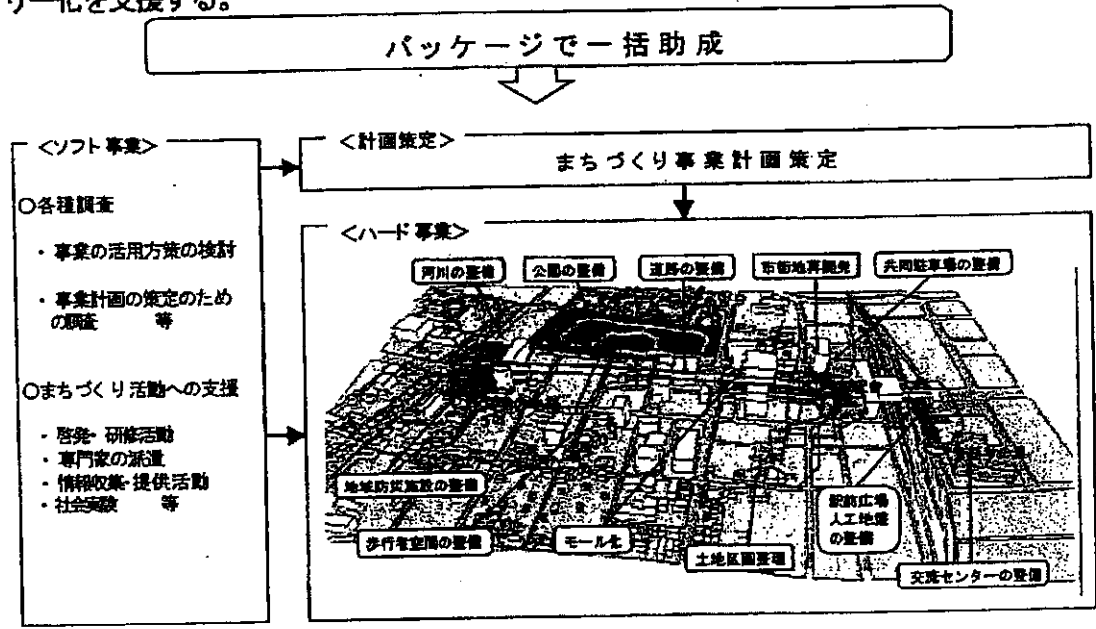 リー化を支援する。
パッケージで一括助成
<ソフト事業>
○各種調査
・ 事業の活用方策の検討
・ 事業計画の策定のため
の調査 等
○まちづくり活動への支援
・ 啓発・研修活動
・ 専門家の派遣
・ 情報収集・提供活動
・ 社会実験 等
<計画策定>
まちづくり事業計画策定
<ハード事業>
河川の整備
公園の整備
道路の整備
市街地再開発
共同駐車場の整備
地域防災施設の整備
歩行者空間の整備
モール化
土地区画整理
駅前広場
人工地盤
の整備
交流センターの整備